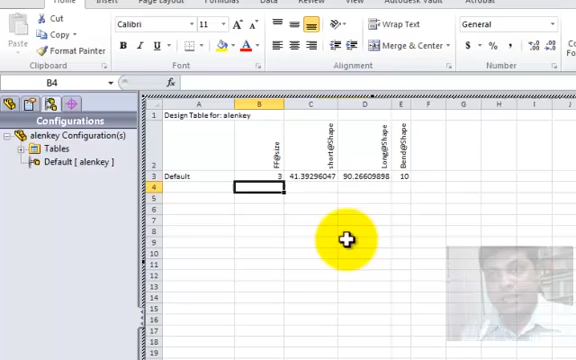 Home Insert Page Layout Formulas Data Review View Autodesk Vault Acrobat
Cut
Copy
Format Painter
Paste
Clipboard
Calibri 11
B I U
Font
Wrap Text
Merge & Center
Alignment
General
$ % ,
Number
B4 fx
alenkey Configuration(s)
Tables
Default [ alenkey ]
A B C D E F G H I J
1 Design Table for: alenkey
2 FF@size short@Shape Long@Shape Bend@Shape
3 Default 3 41.39296047 90.26609898 10
4
5
6
7
8
9
10
11
12
13
14
15
16
17
18
19